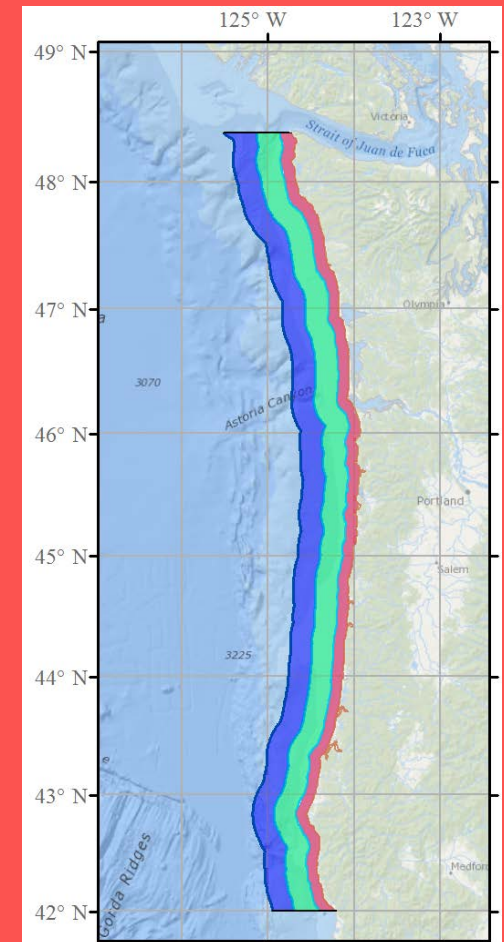 125° W
123° W
49° N
Victoria
Strait of Juan de Fuca
48° N
Olympia
47° N
a
3070
Astoria Canyon
46° N
Portland
45° N
Salem
3225
44° N
e
43° N
Gorda Ridges
Medford
42° N